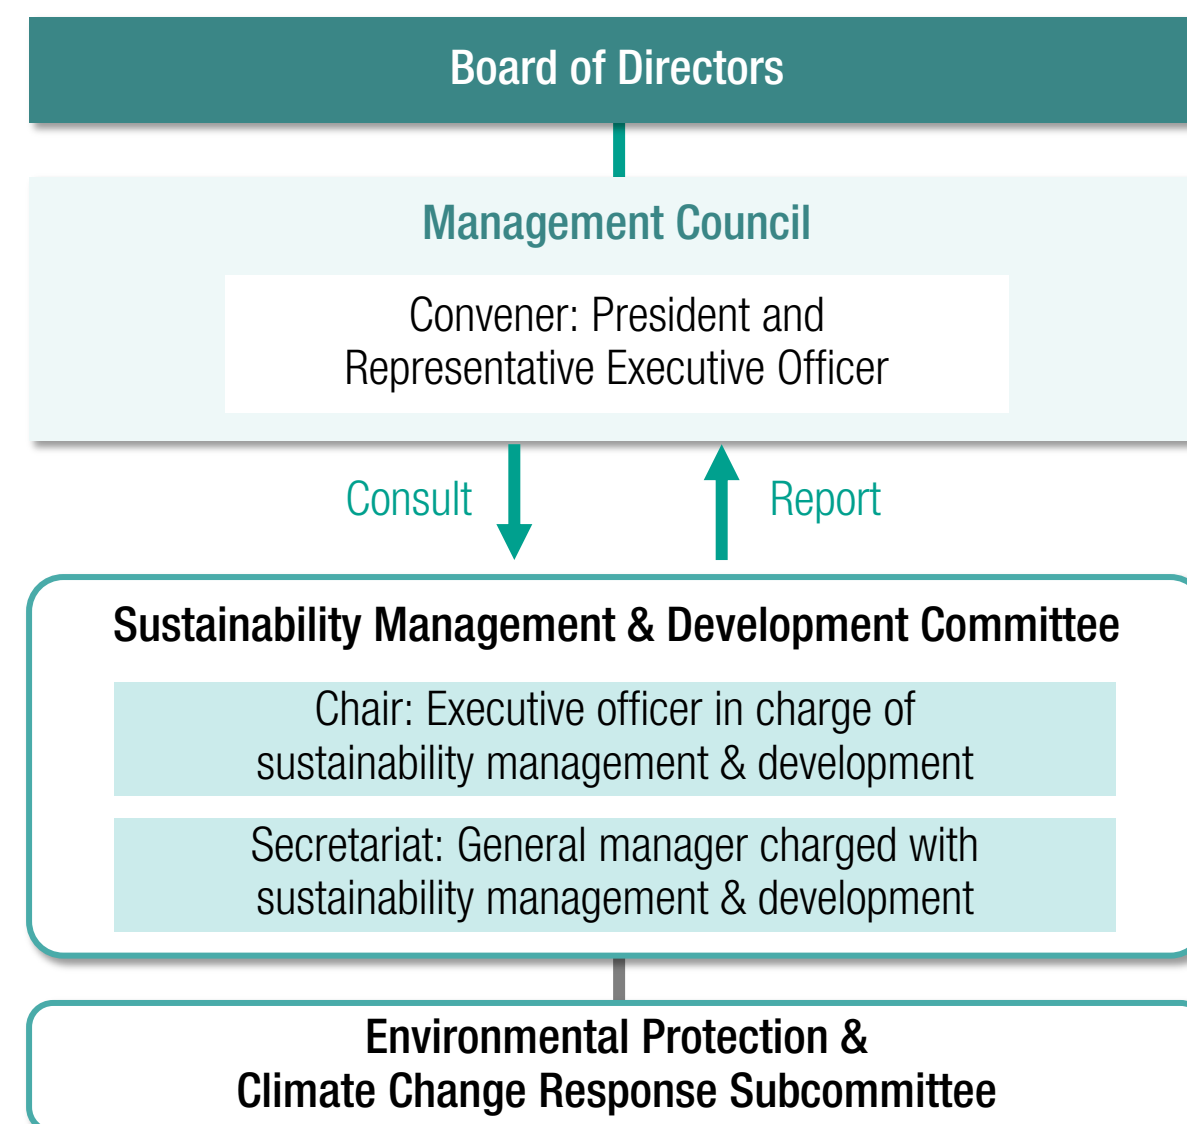 Board of Directors
Management Council
Convener: President and
Representative Executive Officer
Consult
Report
Sustainability Management & Development Committee
Chair: Executive officer in charge of
sustainability management & development
Secretariat: General manager charged with
sustainability management & development
Environmental Protection &
Climate Change Response Subcommittee